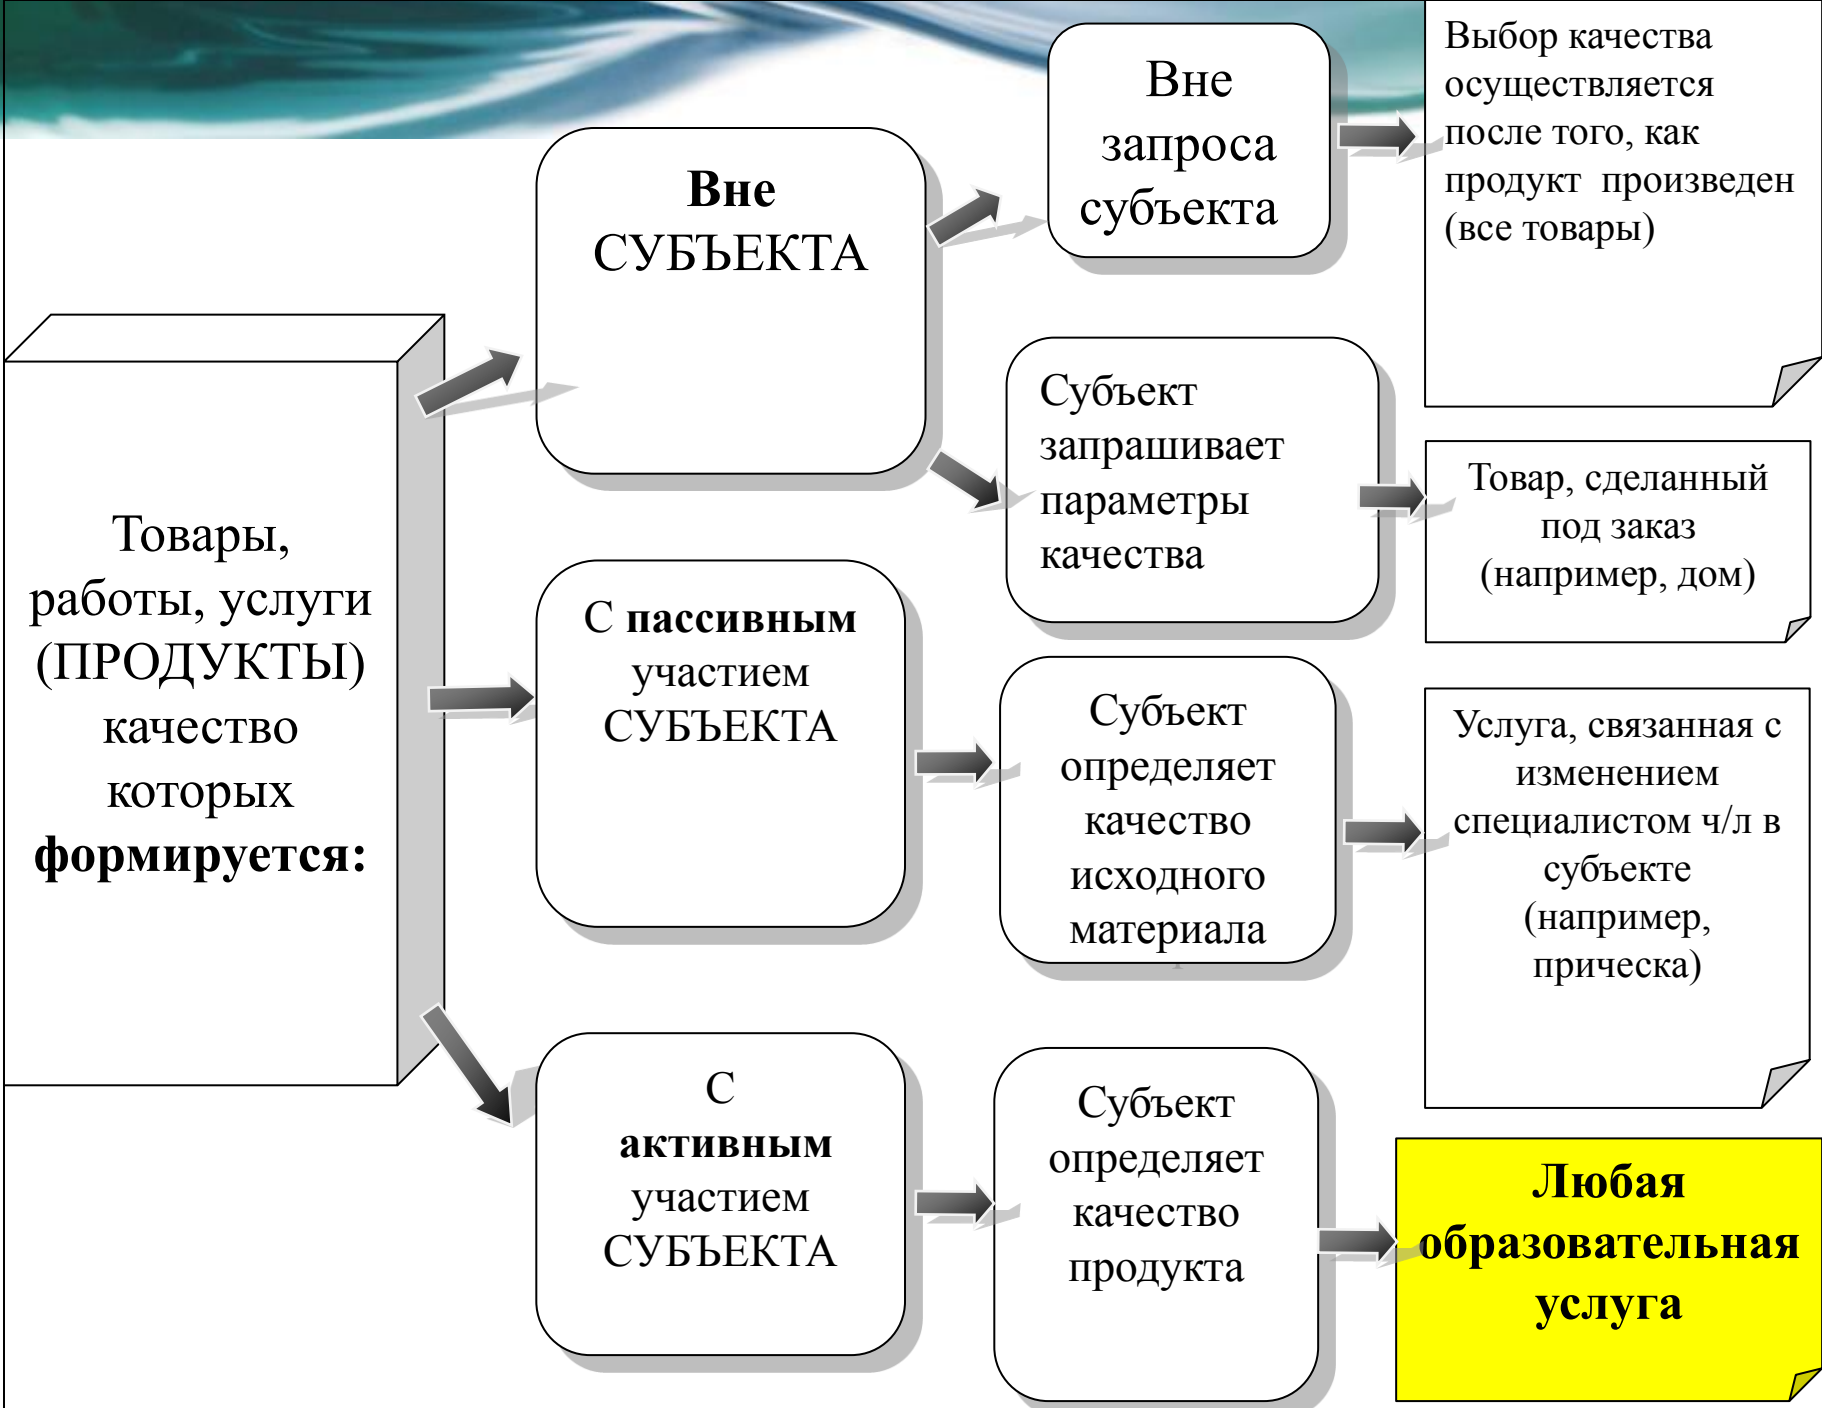 Товары,
работы, услуги
(ПРОДУКТЫ)
качество
которых
формируется:
Вне
СУБЪЕКТА
Вне
запроса
субъекта
Выбор качества
осуществляется
после того, как
продукт произведен
(все товары)
Субъект
запрашивает
параметры
качества
Товар, сделанный
под заказ
(например, дом)
С пассивным
участием
СУБЪЕКТА
Субъект
определяет
качество
исходного
материала
Услуга, связанная с
изменением
специалистом ч/л в
субъекте
(например,
прическа)
С
активным
участием
СУБЪЕКТА
Субъект
определяет
качество
продукта
Любая
образовательная
услуга